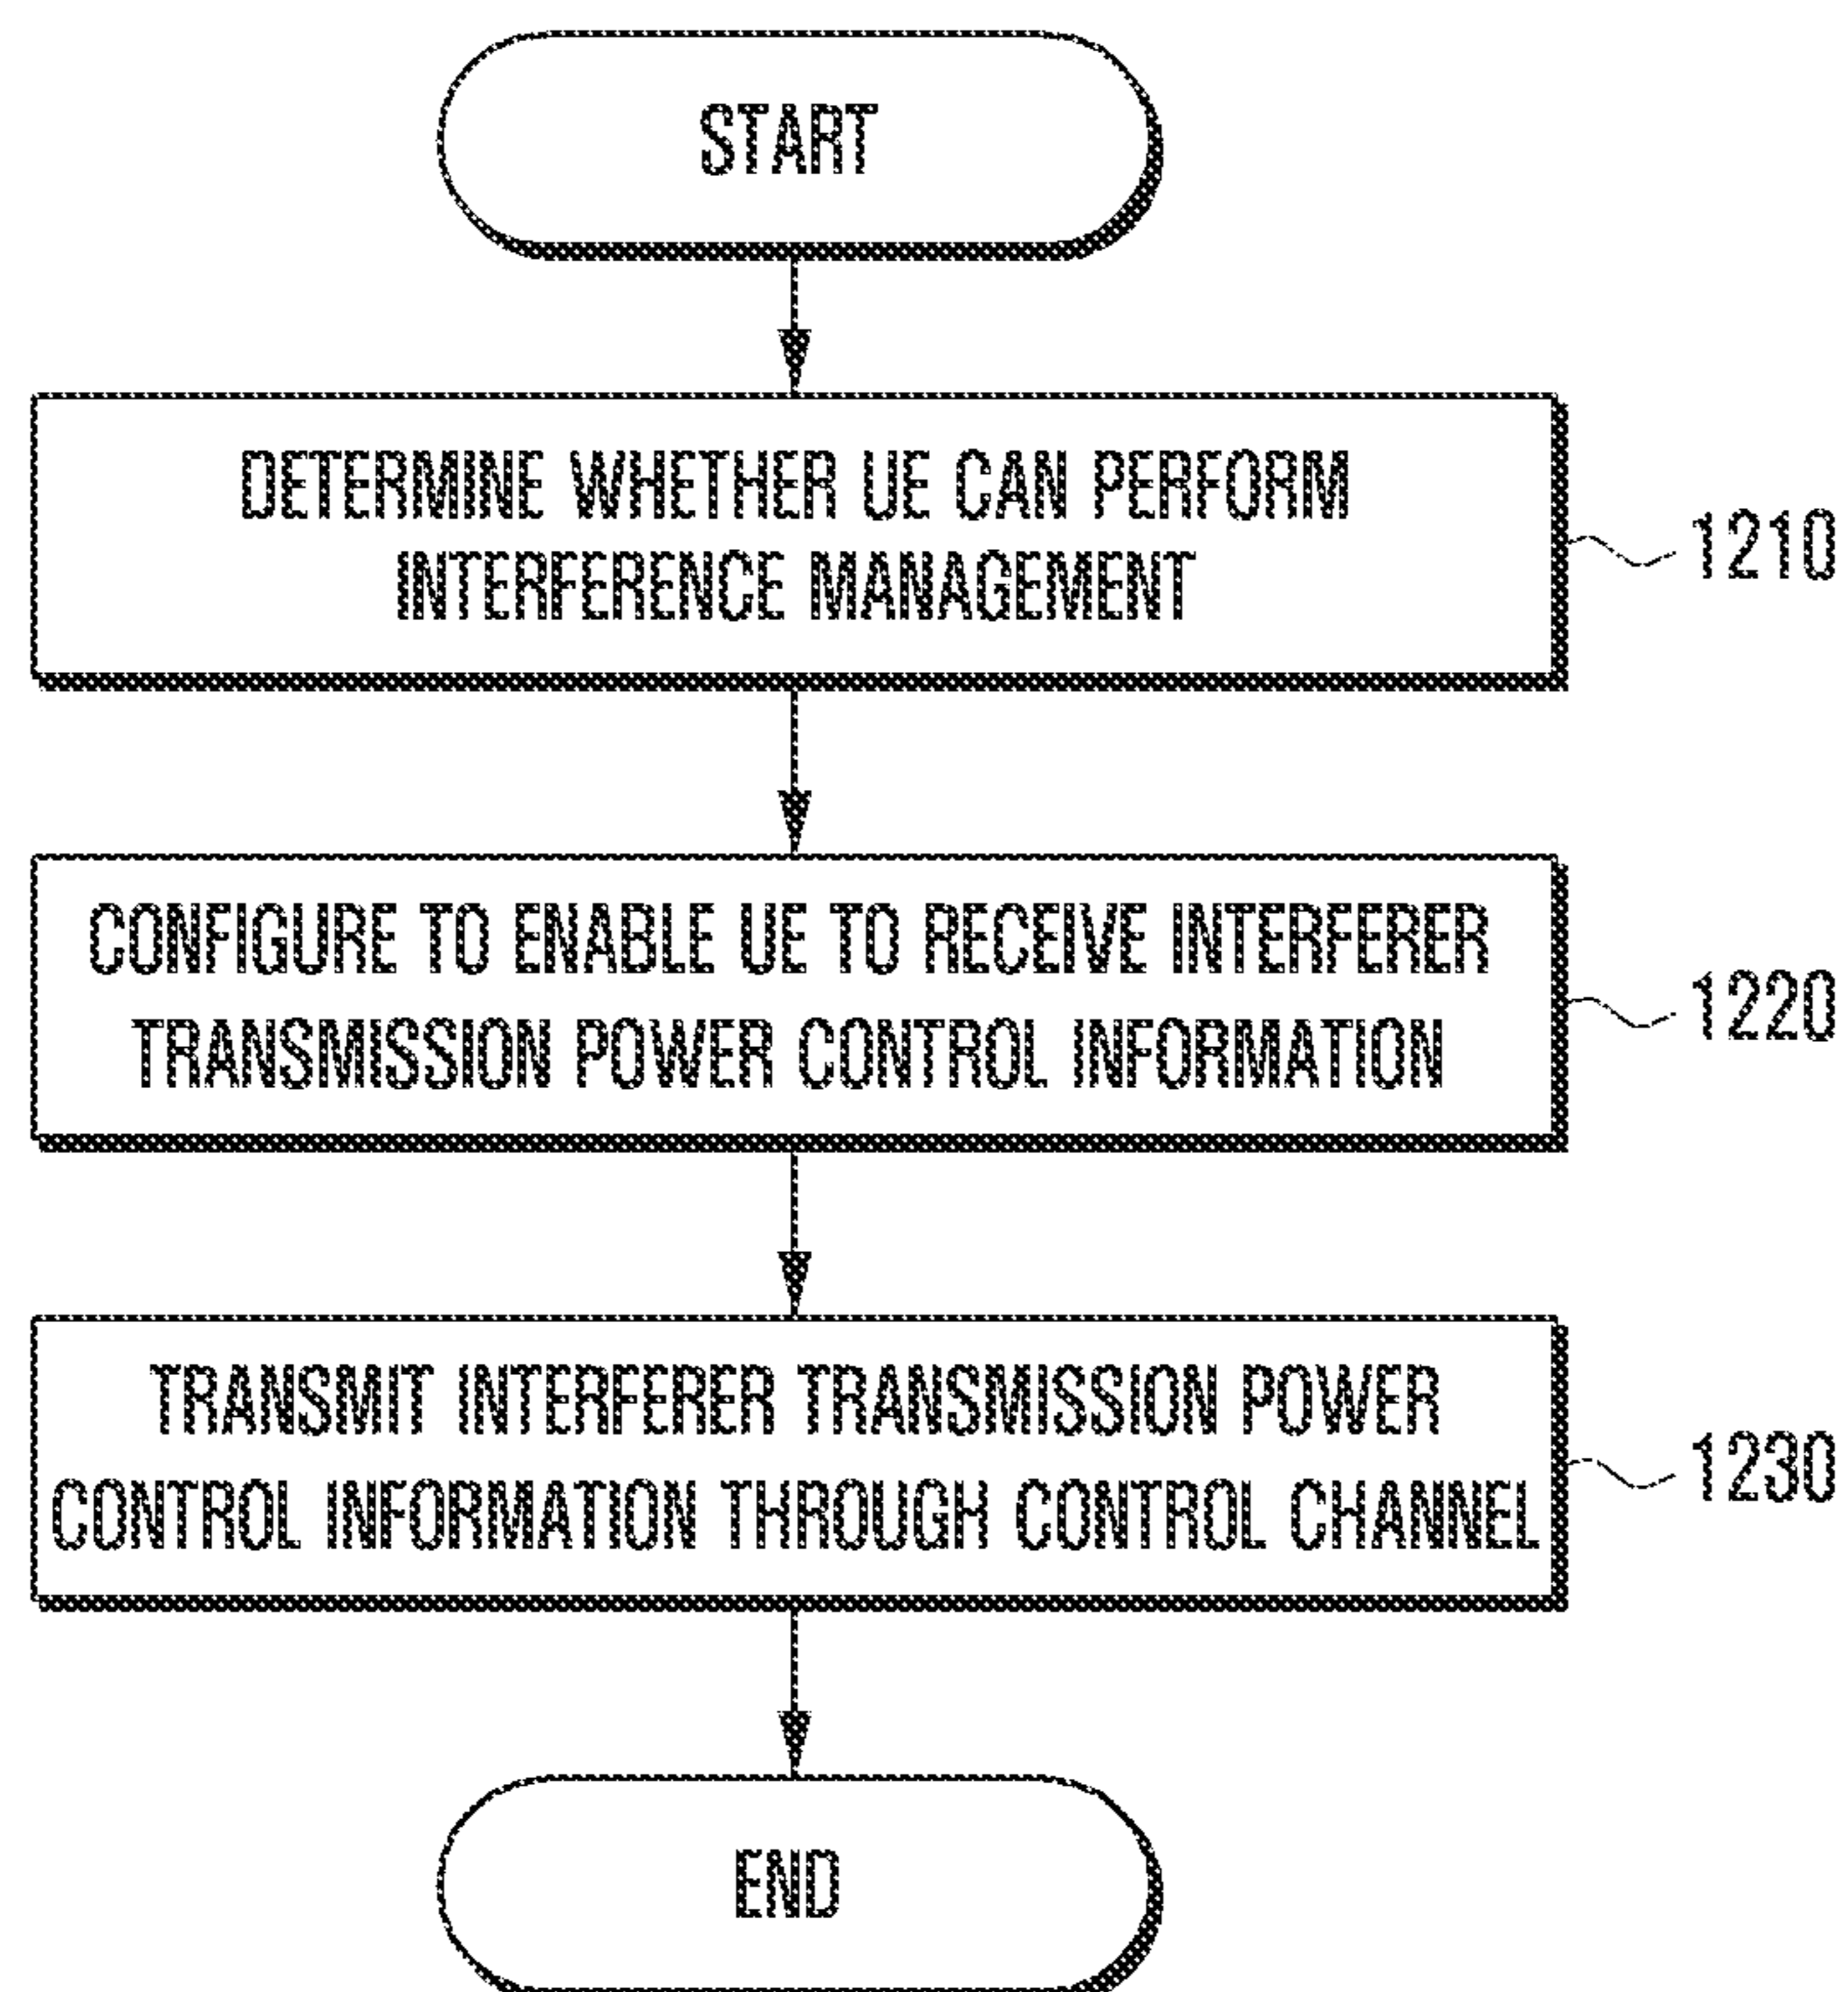 START
DETERMINE WHETHER UE CAN PERFORM
INTERFERENCE MANAGEMENT
1210
CONFIGURE TO ENABLE UE TO RECEIVE INTERFERER
TRANSMISSION POWER CONTROL INFORMATION
1220
TRANSMIT INTERFERER TRANSMISSION POWER
CONTROL INFORMATION THROUGH CONTROL CHANNEL
1230
END